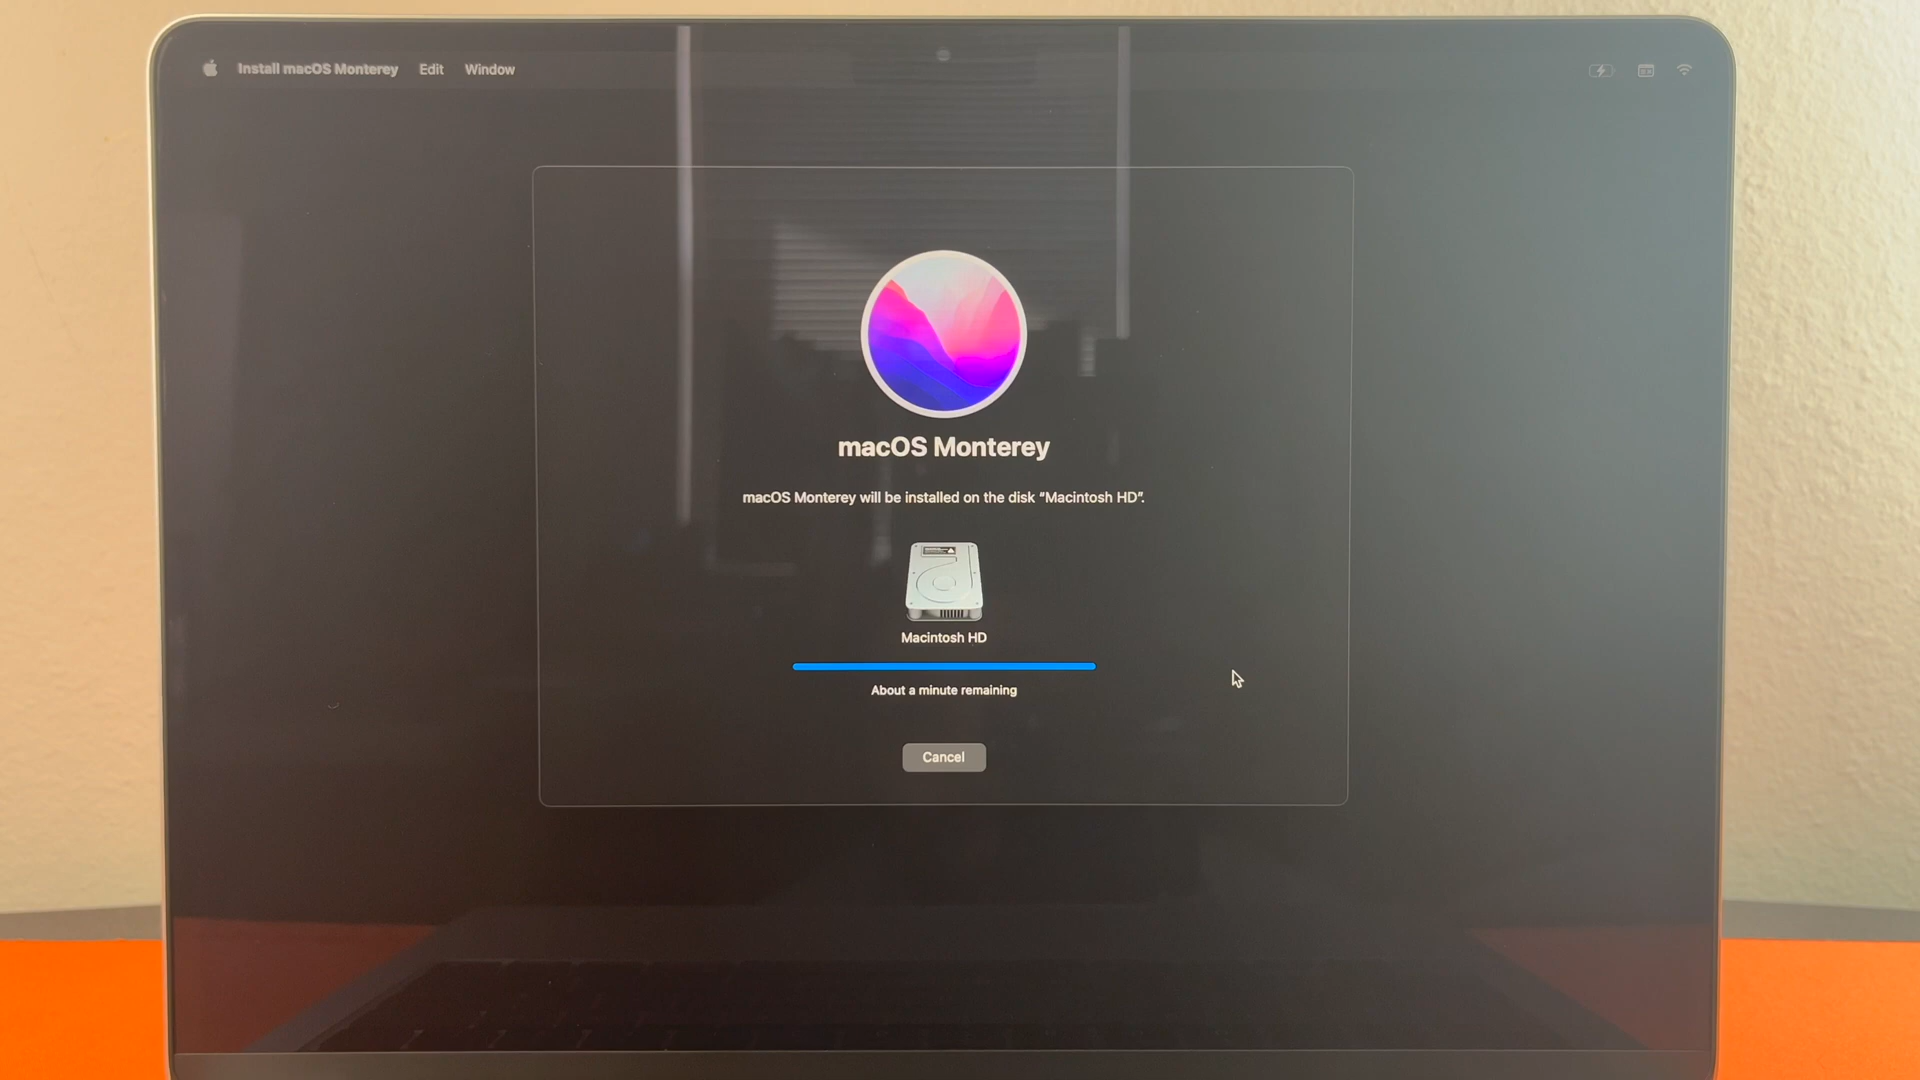 Install macOS Monterey Edit Window
macOS Monterey
macOS Monterey will be installed on the disk “Macintosh HD”.
Macintosh HD
About a minute remaining
Cancel